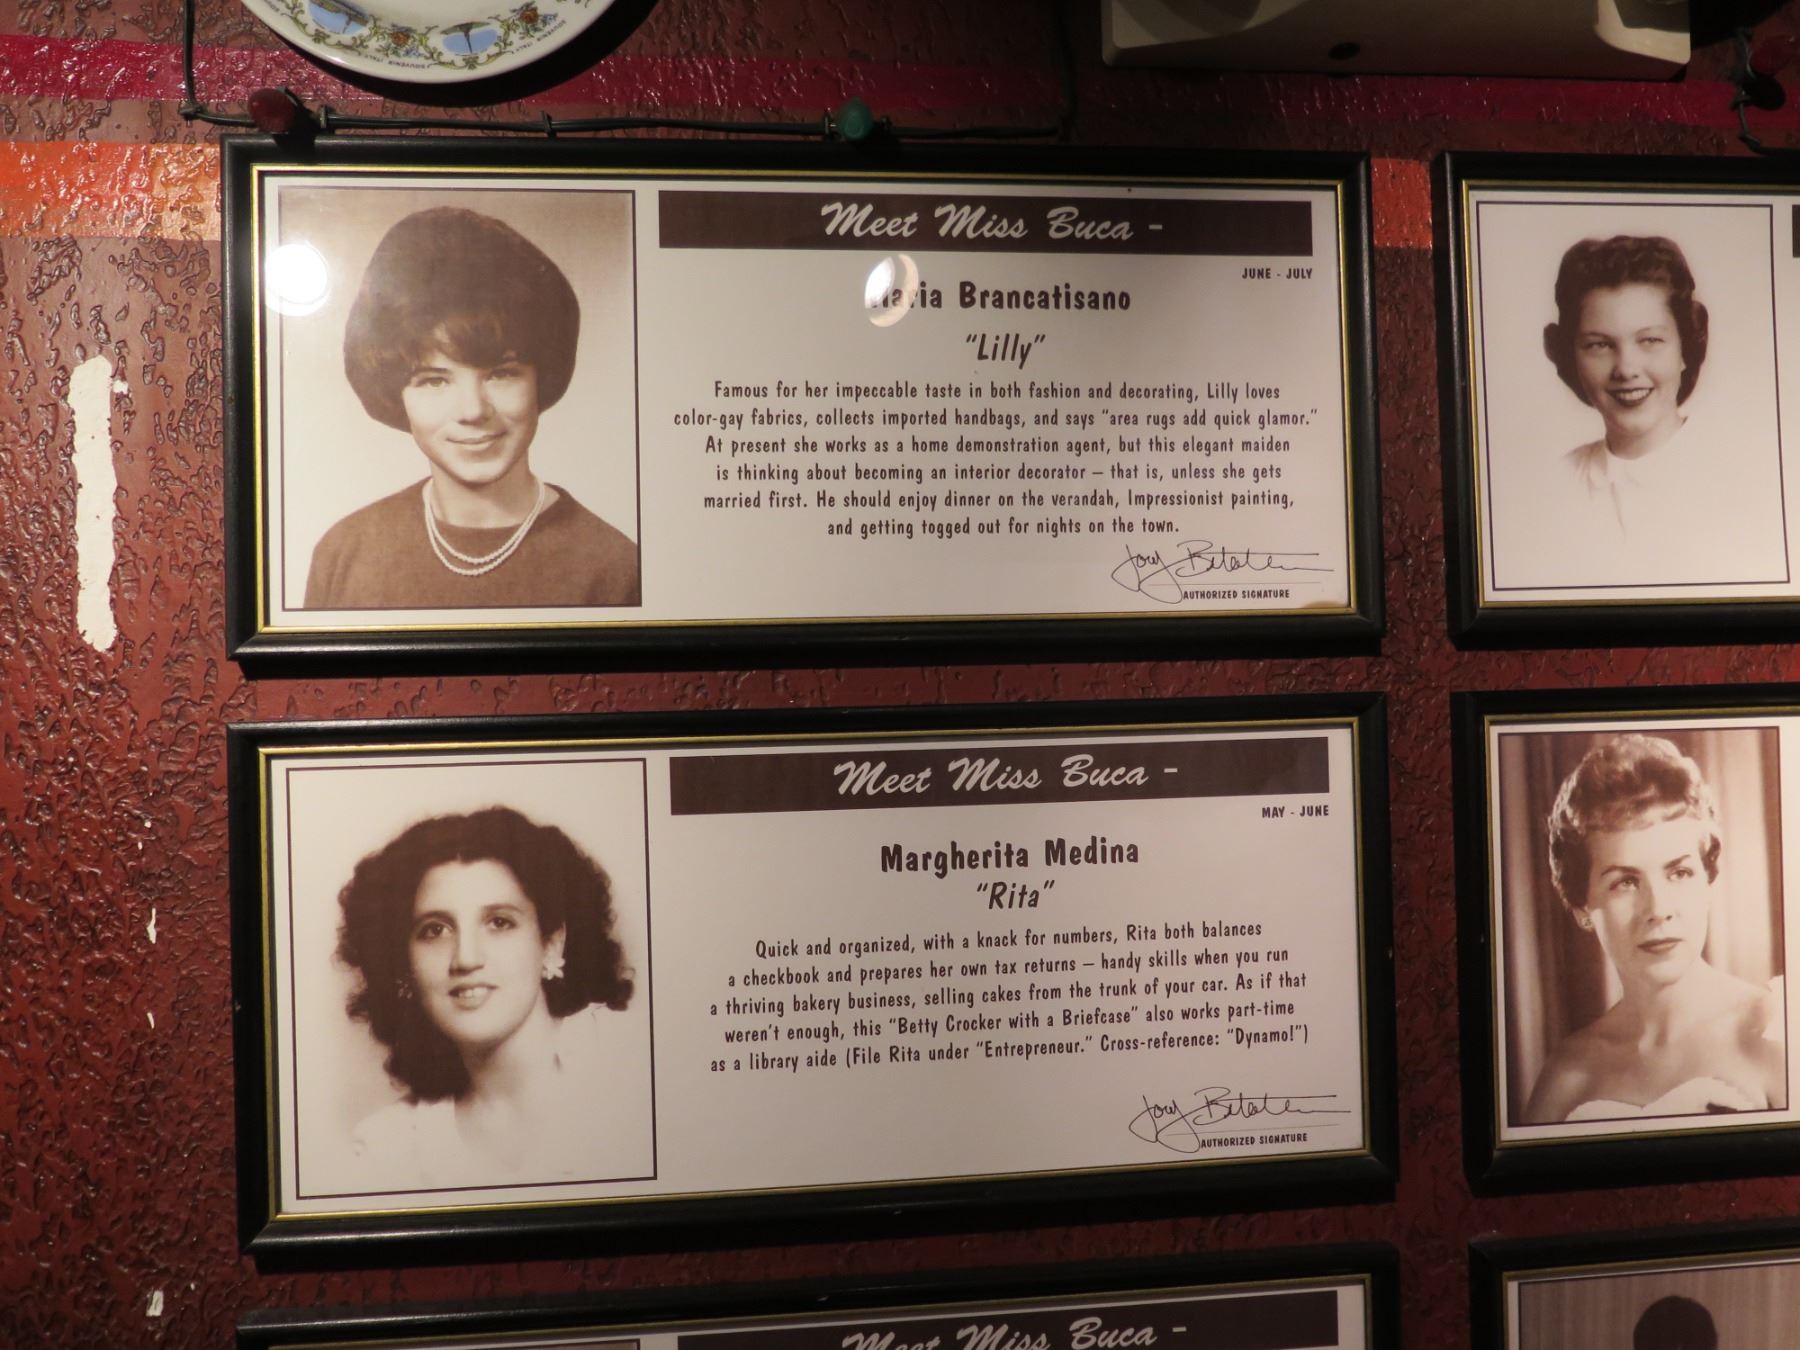 SOUVENIR ITALY
Meet Miss Buca -
JUNE - JULY
Brancatisano
"Lilly"
Famous for her impeccable taste in both fashion and decorating, Lilly loves
color-gay fabrics, collects imported handbags, and says "area rugs add quick glamor."
At present she works as a home demonstration agent, but this elegant maiden
is thinking about becoming an interior decorator – that is, unless she gets
married first. He should enjoy dinner on the verandah, Impressionist painting,
and getting togged out for nights on the town.
AUTHORIZED SIGNATURE
Meet Miss Buca -
MAY - JUNE
Margherita Medina
"Rita"
Quick and organized, with a knack for numbers, Rita both balances
a checkbook and prepares her own tax returns – handy skills when you run
a thriving bakery business, selling cakes from the trunk of your car. As if that
weren't enough, this "Betty Crocker with a Briefcase" also works part-time
as a library aide (File Rita under "Entrepreneur." Cross-reference: "Dynamo!")
AUTHORIZED SIGNATURE
Meet Miss Buca -